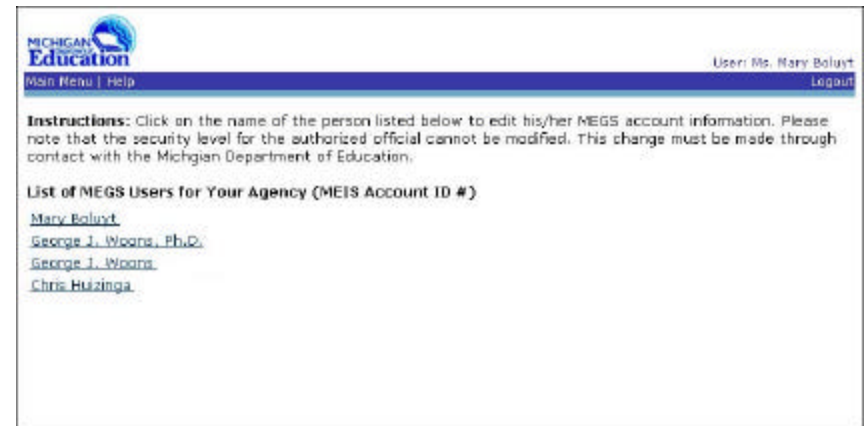 MICHIGAN
Education
User: Ms. Mary Boluyt
Main Menu | Help
Logout
Instructions: Click on the name of the person listed below to edit his/her MEGS account information. Please
note that the security level for the authorized official cannot be modified. This change must be made through
contact with the Michgian Department of Education.
List of MEGS Users for Your Agency (MEIS Account ID #)
Mary Boluyt
George J. Woons, Ph.D.
George J. Woons
Chris Huizinga